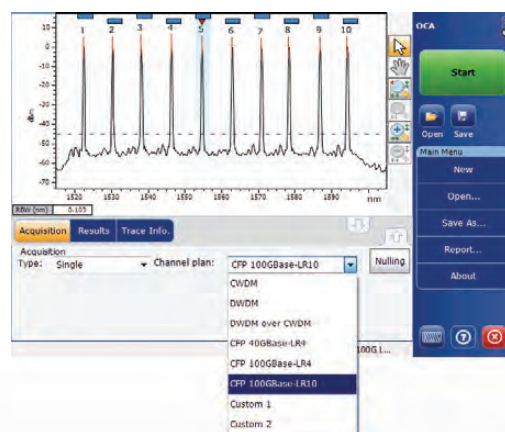 OCA
10
0
-10
-20
-30
-40
-50
-60
-70
dBm
1 2 3 4 5 6 7 8 9 10
1520 1530 1540 1550 1560 1570 1580 1590 nm
RBW (nm) 0.103
Start
Open Save
Main Menu
New
Open...
Save As...
Report...
About
Acquisition Results Trace Info.
Acquisition
Type: Single Channel plan: CFP 100GBase-LR10 Nulling
CWDM
DWDM
DWDM over CWDM
CFP 40GBase-LR4
CFP 100GBase-LR4
CFP 100GBase-LR10
Custom 1
Custom 2
100G L...